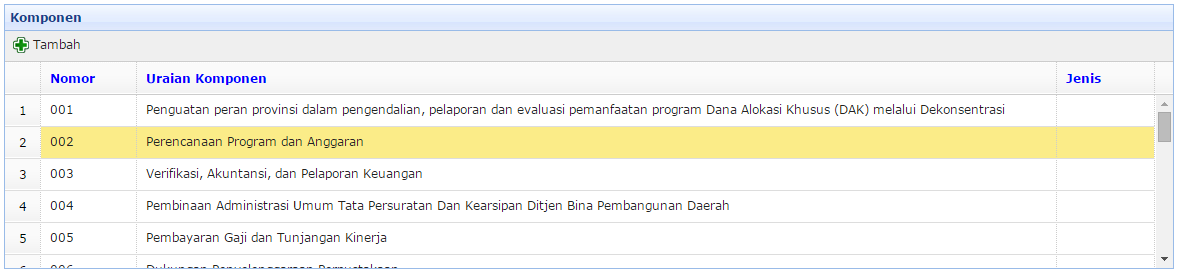 Komponen
Tambah
Nomor Uraian Komponen Jenis
1 001 Penguatan peran provinsi dalam pengendalian, pelaporan dan evaluasi pemanfaatan program Dana Alokasi Khusus (DAK) melalui Dekonsentrasi
2 002 Perencanaan Program dan Anggaran
3 003 Verifikasi, Akuntansi, dan Pelaporan Keuangan
4 004 Pembinaan Administrasi Umum Tata Persuratan Dan Kearsipan Ditjen Bina Pembangunan Daerah
5 005 Pembayaran Gaji dan Tunjangan Kinerja